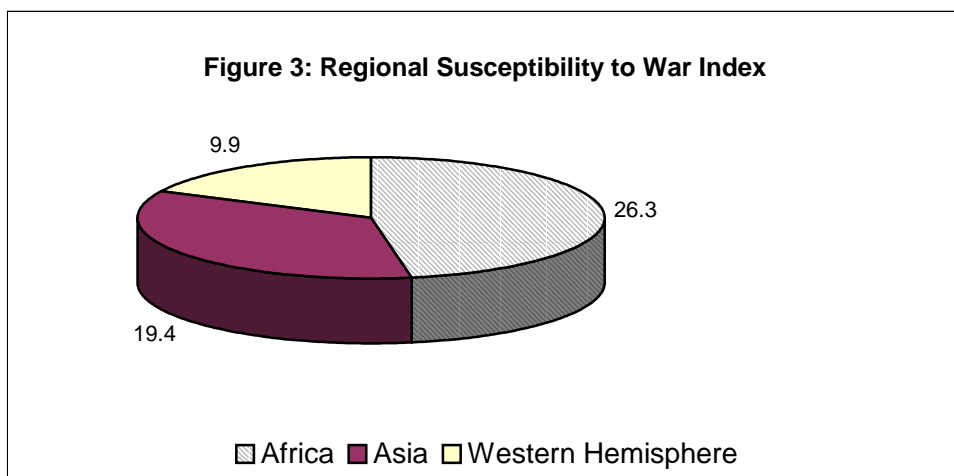 Figure 3: Regional Susceptibility to War Index
9.9
26.3
19.4
Africa Asia Western Hemisphere